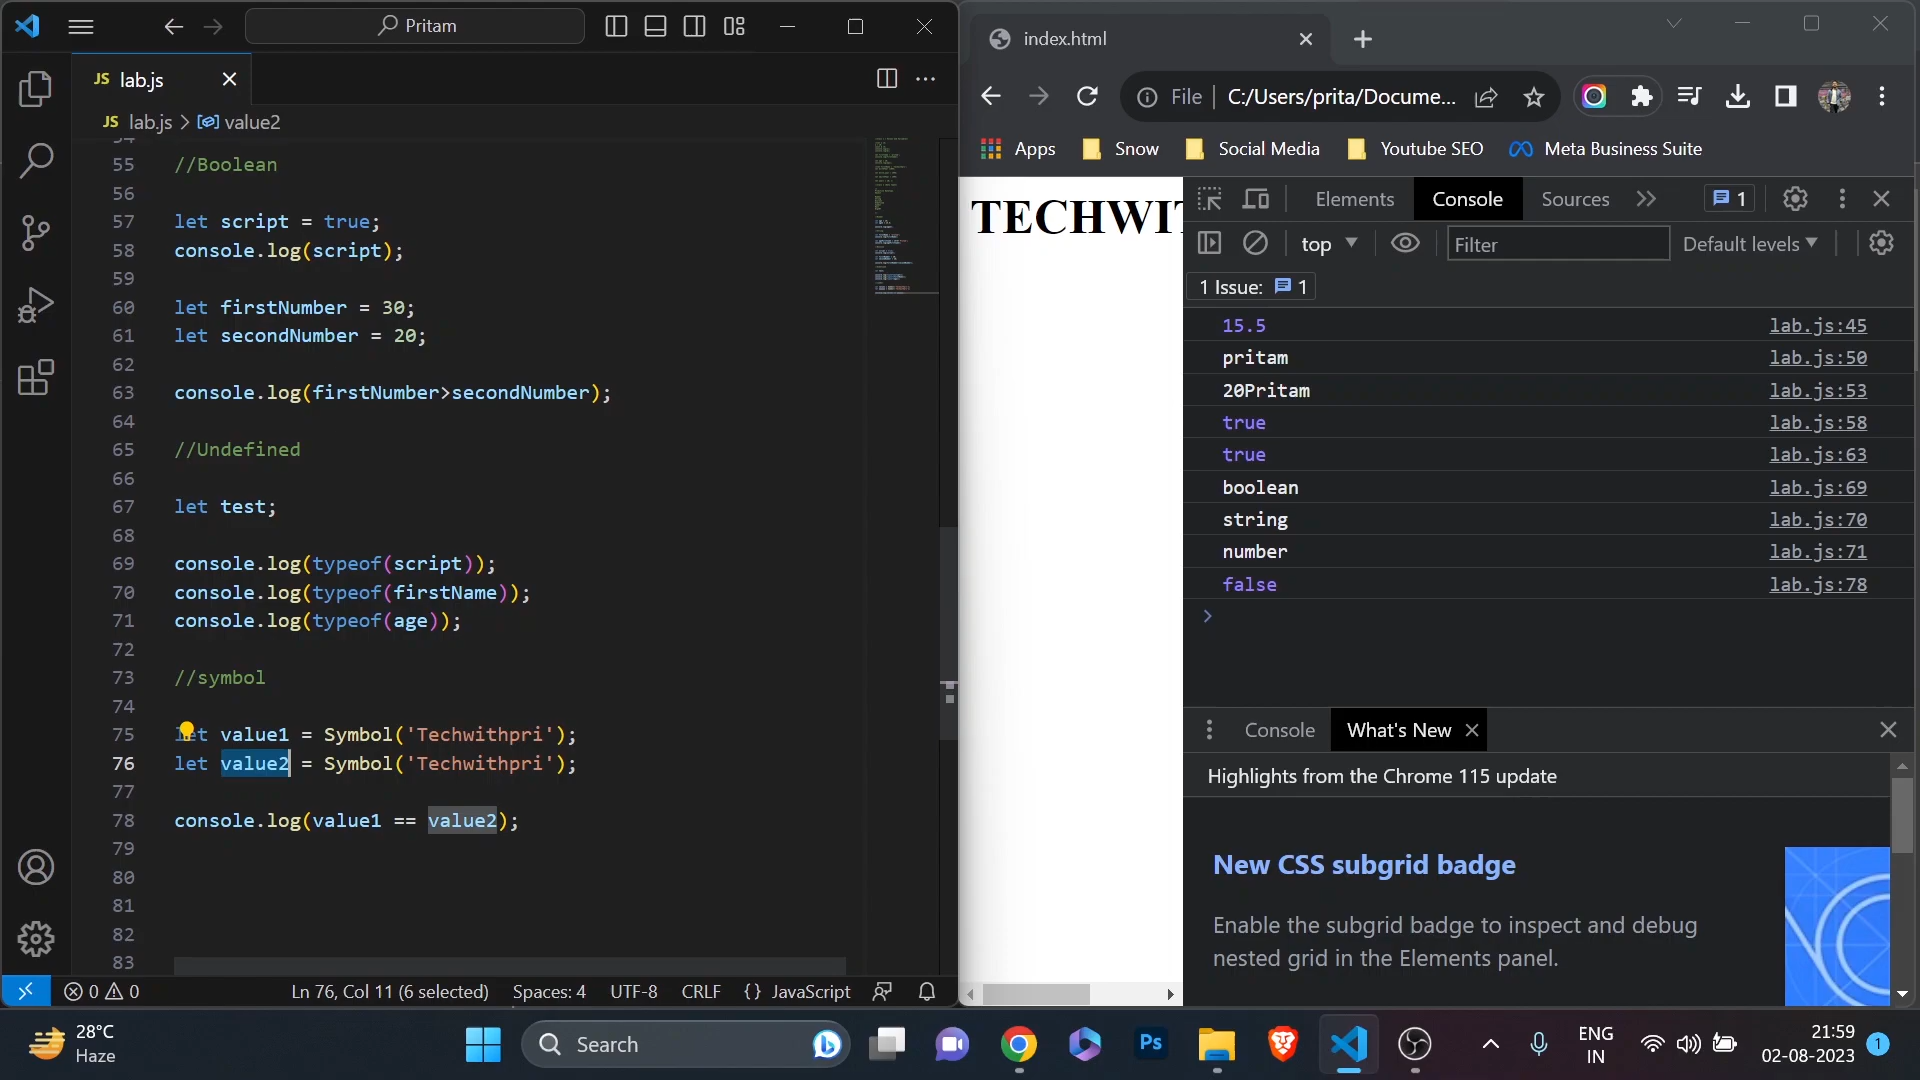 Pritam
index.html
JS lab.js
File C:/Users/prita/Docume...
JS lab.js > value2
Apps Snow Social Media Youtube SEO Meta Business Suite
54
55 //Boolean
56
57 let script = true;
58 console.log(script);
59
60 let firstNumber = 30;
61 let secondNumber = 20;
62
63 console.log(firstNumber>secondNumber);
64
65 //Undefined
66
67 let test;
68
69 console.log(typeof(script));
70 console.log(typeof(firstName));
71 console.log(typeof(age));
72
73 //symbol
74
75 let value1 = Symbol('Techwithpri');
76 let value2 = Symbol('Techwithpri');
77
78 console.log(value1 == value2);
79
80
81
82
83
Ln 76, Col 11 (6 selected) Spaces: 4 UTF-8 CRLF {} JavaScript
0 0
TECHWIT
Elements Console Sources 1
top Filter Default levels
1 Issue: 1
15.5 lab.js:45
pritam lab.js:50
20Pritam lab.js:53
true lab.js:58
true lab.js:63
boolean lab.js:69
string lab.js:70
number lab.js:71
false lab.js:78
Console What's New
Highlights from the Chrome 115 update
New CSS subgrid badge
Enable the subgrid badge to inspect and debug
nested grid in the Elements panel.
28°C
Haze
Search
Ps
ENG
IN
21:59
02-08-2023
1